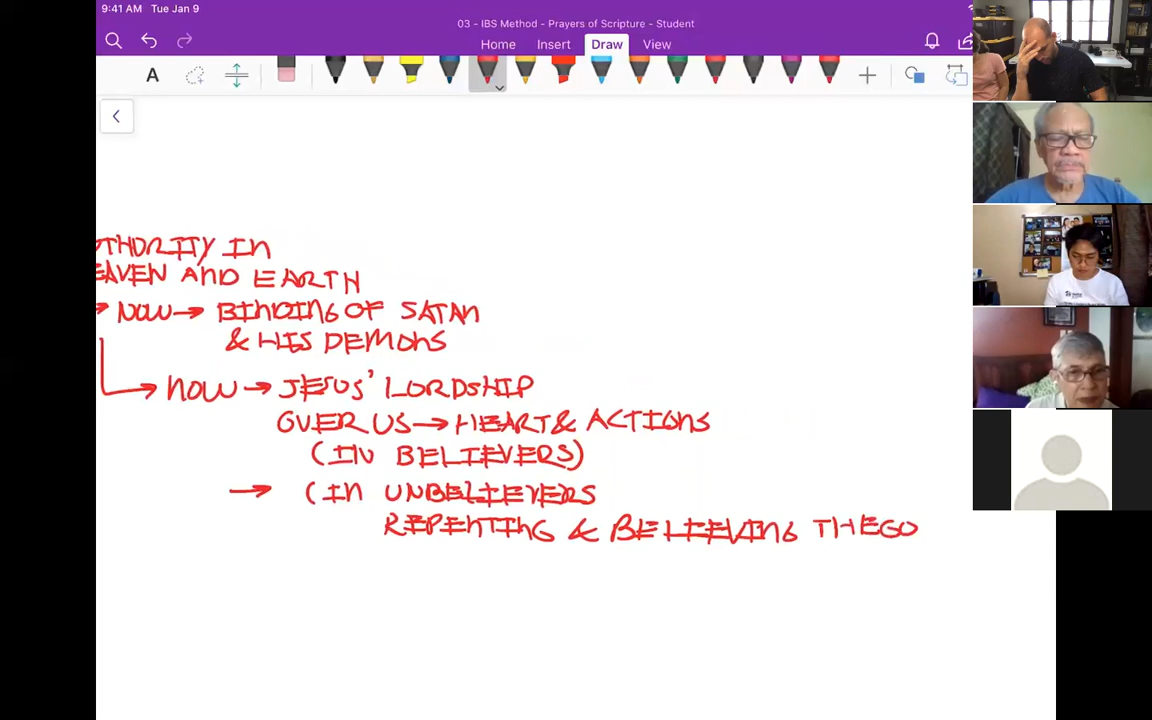 9:41 AM Tue Jan 9
03 - IBS Method - Prayers of Scripture - Student
Home Insert Draw View
A
OTHORITY IN
EAVEN AND EARTH
NOW → BINDING OF SATAN
& HIS DEMONS
NOW → JESUS' LORDSHIP
OVER US → HEART & ACTIONS
(IN BELIEVERS)
→ (IN UNBELIEVERS
REPENTING & BELIEVING THE GO